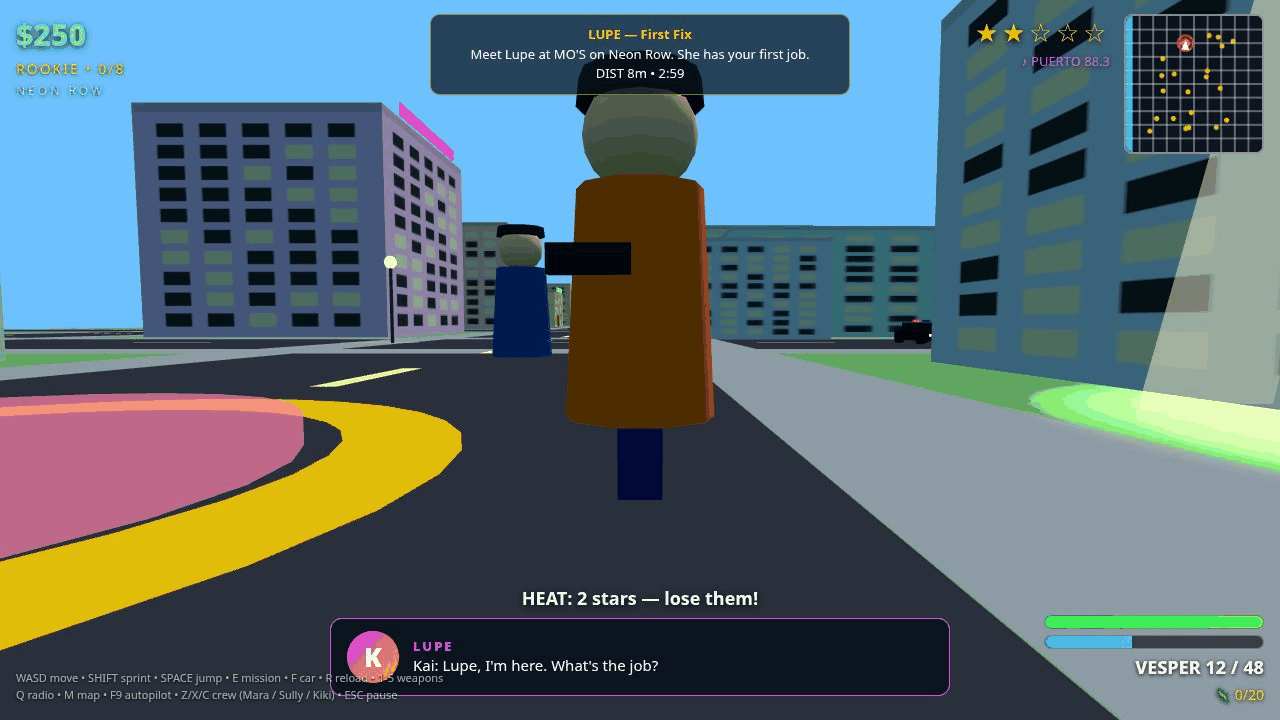 $250
ROOKIE • 0/8
NEON ROW
LUPE — First Fix
Meet Lupe at MO'S on Neon Row. She has your first job.
DIST 8m • 2:59
★★☆☆☆
♪ PUERTO 88.3
HEAT: 2 stars — lose them!
K
LUPE
Kai: Lupe, I'm here. What's the job?
WASD move • SHIFT sprint • SPACE jump • E mission • F car • R reload • 1-5 weapons
Q radio • M map • F9 autopilot • Z/X/C crew (Mara / Sully / Kiki) • ESC pause
VESPER 12 / 48
0/20